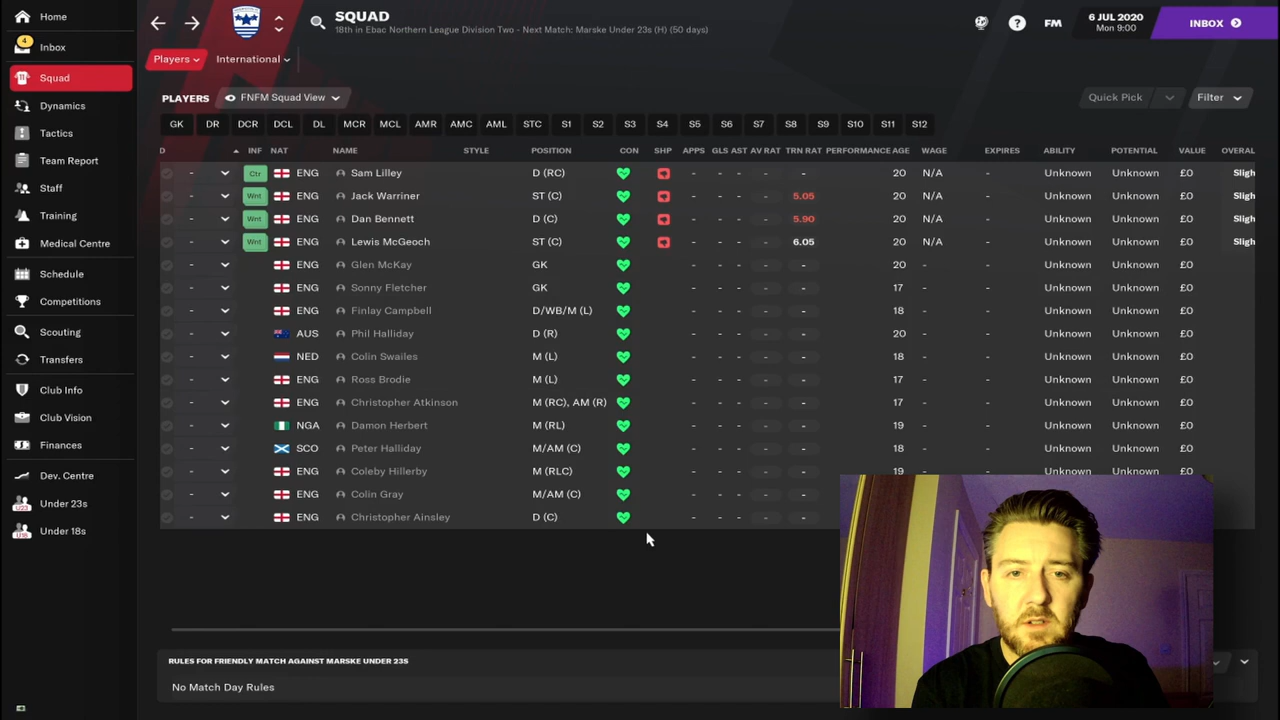 Home
SQUAD
18th in Ebac Northern League Division Two - Next Match: Marske Under 23s (H) (50 days)
?
FM
6 JUL 2020
Mon 9:00
INBOX
4
Inbox
Players
International
Squad
Dynamics
Tactics
Team Report
Staff
Training
Medical Centre
Schedule
Competitions
Scouting
Transfers
Club Info
Club Vision
Finances
Dev. Centre
U23
Under 23s
U18
Under 18s
PLAYERS
FNFM Squad View
Quick Pick
Filter
GK DR DCR DCL DL MCR MCL AMR AMC AML STC S1 S2 S3 S4 S5 S6 S7 S8 S9 S10 S11 S12
D INF NAT NAME STYLE POSITION CON SHP APPS GLS AST AV RAT TRN RAT PERFORMANCE AGE WAGE EXPIRES ABILITY POTENTIAL VALUE OVERAL
- Ctr ENG Sam Lilley D (RC) - - - - - 20 N/A Unknown Unknown £0 Sligh
- Wnt ENG Jack Warriner ST (C) - - - - 5.05 20 N/A Unknown Unknown £0 Sligh
- Wnt ENG Dan Bennett D (C) - - - - 5.90 20 N/A Unknown Unknown £0 Sligh
- Wnt ENG Lewis McGeoch ST (C) - - - - 6.05 20 N/A Unknown Unknown £0 Sligh
- ENG Glen McKay GK - - - - - 20 - Unknown Unknown £0
- ENG Sonny Fletcher GK - - - - - 17 - Unknown Unknown £0
- ENG Finlay Campbell D/WB/M (L) - - - - - 18 - Unknown Unknown £0
- AUS Phil Halliday D (R) - - - - - 20 - Unknown Unknown £0
- NED Colin Swailes M (L) - - - - - 18 - Unknown Unknown £0
- ENG Ross Brodie M (L) - - - - - 17 - Unknown Unknown £0
- ENG Christopher Atkinson M (RC), AM (R) - - - - - 17 - Unknown Unknown £0
- NGA Damon Herbert M (RL) - - - - - 19 - Unknown Unknown £0
- SCO Peter Halliday M/AM (C) - - - - - 18 - Unknown Unknown £0
- ENG Coleby Hillerby M (RLC) - - - - - 19 - Unknown Unknown £0
- ENG Colin Gray M/AM (C) - - - - -
- ENG Christopher Ainsley D (C) - - - - -
RULES FOR FRIENDLY MATCH AGAINST MARSKE UNDER 23S
No Match Day Rules